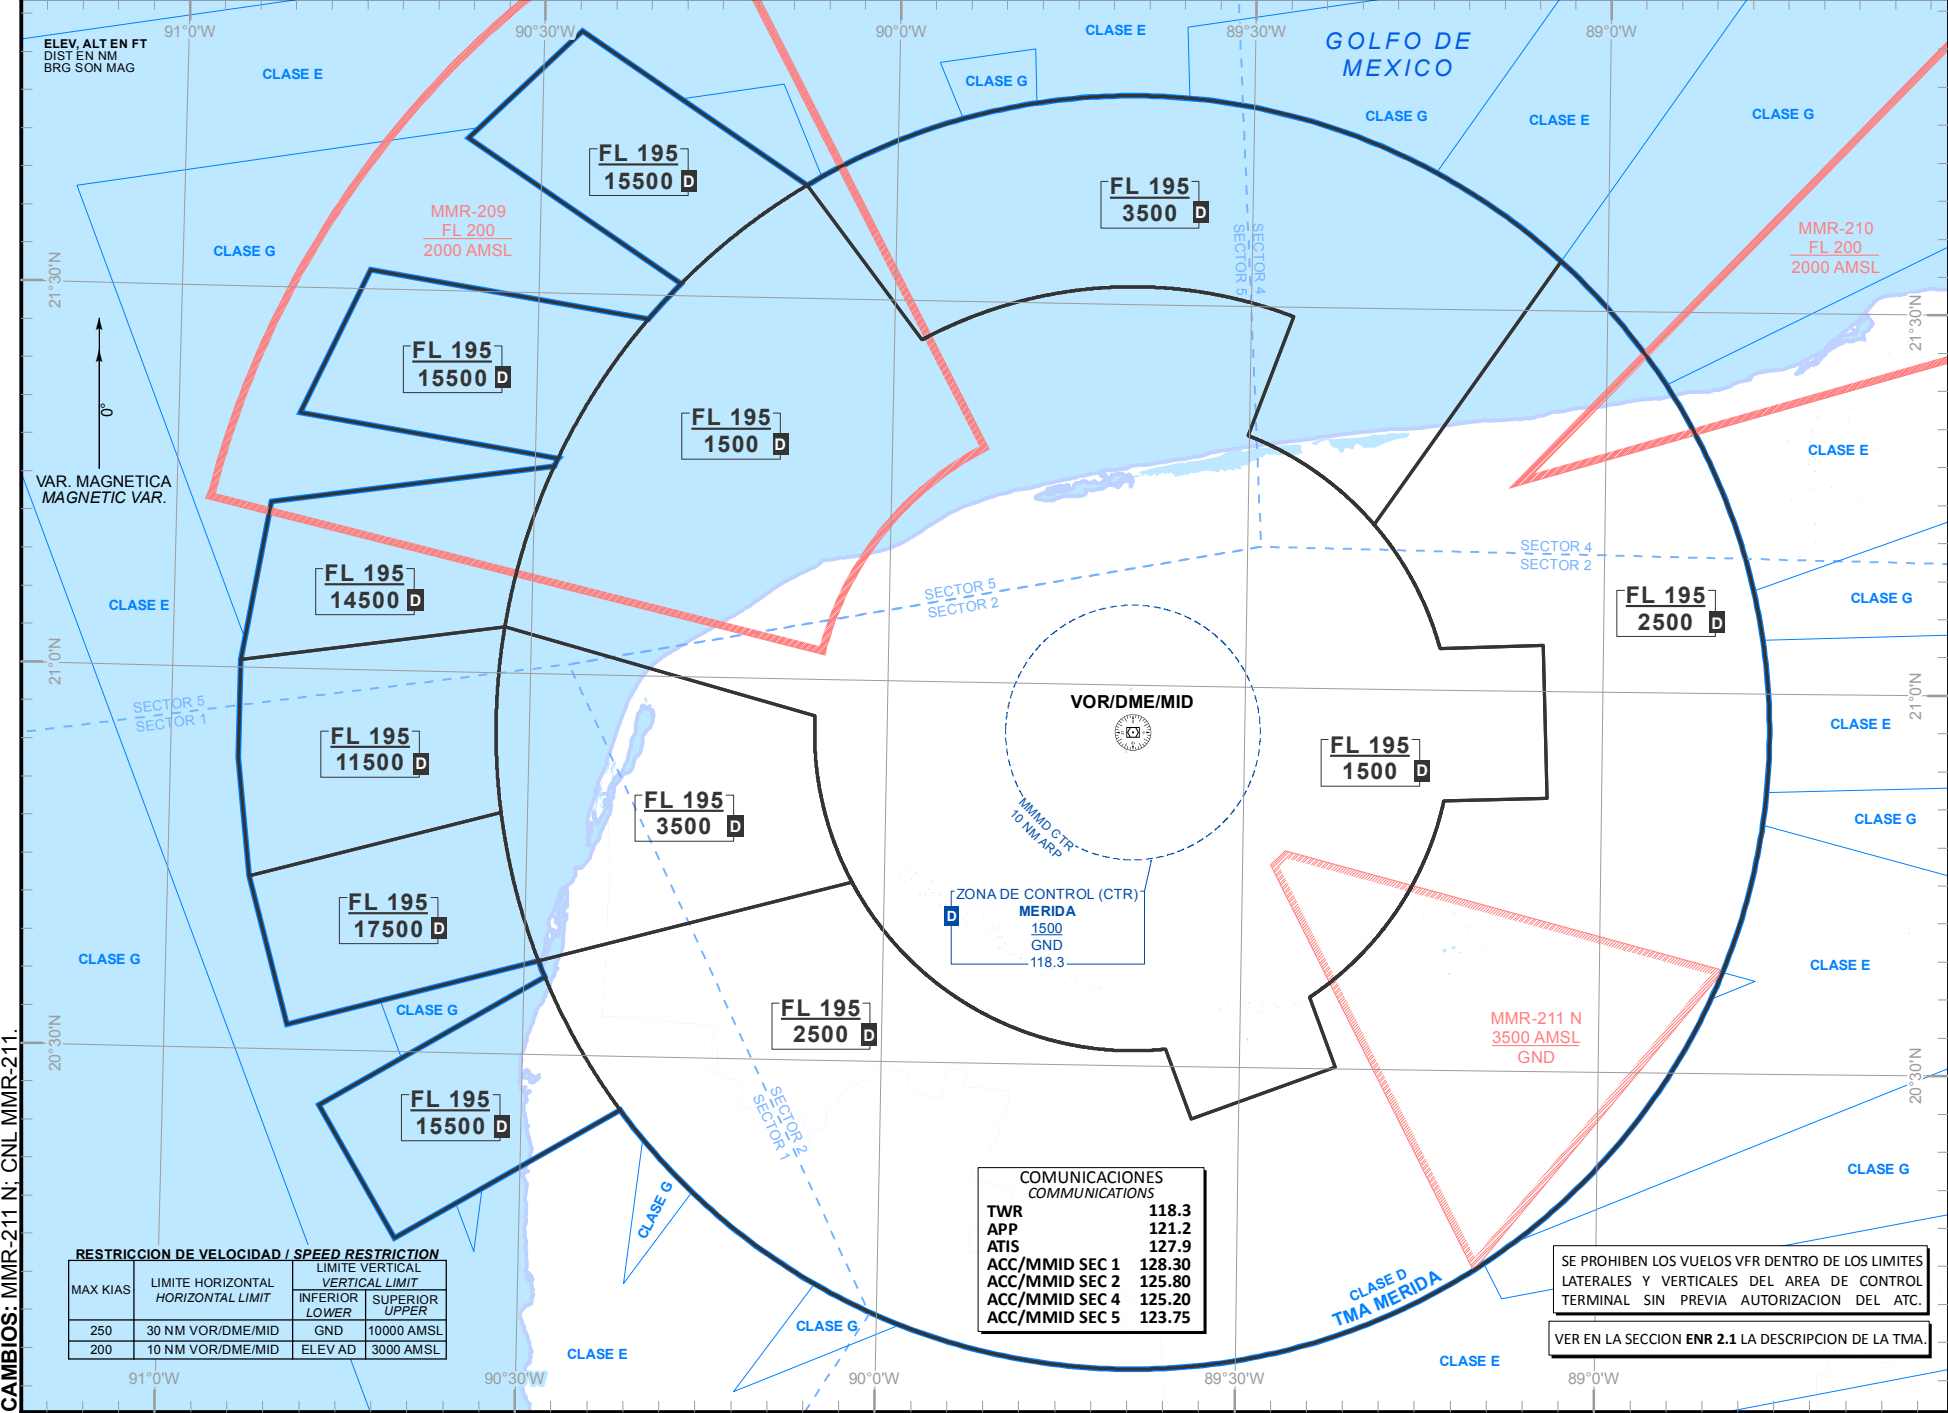 91°0'W
90°30'W
90°0'W
89°30'W
89°0'W
ELEV, ALT EN FT
DIST EN NM
BRG SON MAG
CLASE E
CLASE E
GOLFO DE
MEXICO
CLASE G
CLASE G
CLASE E
CLASE G
FL 195
15500 D
FL 195
3500 D
MMR-209
FL 200
2000 AMSL
CLASE G
SECTOR 4
SECTOR 5
MMR-210
FL 200
2000 AMSL
21°30'N
21°30'N
0°
VAR. MAGNETICA
MAGNETIC VAR.
FL 195
15500 D
FL 195
1500 D
CLASE E
SECTOR 4
SECTOR 2
FL 195
14500 D
CLASE E
SECTOR 5
SECTOR 2
FL 195
2500 D
CLASE G
21°0'N
21°0'N
SECTOR 5
SECTOR 1
VOR/DME/MID
CLASE E
FL 195
11500 D
FL 195
1500 D
FL 195
3500 D
MMMD CTR
10 NM ARP
CLASE G
ZONA DE CONTROL (CTR)
D
MERIDA
1500
GND
118.3
FL 195
17500 D
CLASE G
CLASE E
CLASE G
FL 195
2500 D
MMR-211 N
3500 AMSL
GND
20°30'N
20°30'N
FL 195
15500 D
SECTOR 2
SECTOR 1
CLASE G
CLASE G
COMUNICACIONES
COMMUNICATIONS
TWR 118.3
APP 121.2
ATIS 127.9
ACC/MMID SEC 1 128.30
ACC/MMID SEC 2 125.80
ACC/MMID SEC 4 125.20
ACC/MMID SEC 5 123.75
CLASE D
TMA MERIDA
RESTRICCION DE VELOCIDAD / SPEED RESTRICTION
MAX KIAS
LIMITE HORIZONTAL
HORIZONTAL LIMIT
LIMITE VERTICAL
VERTICAL LIMIT
INFERIOR
LOWER
SUPERIOR
UPPER
250 30 NM VOR/DME/MID GND 10000 AMSL
200 10 NM VOR/DME/MID ELEV AD 3000 AMSL
SE PROHIBEN LOS VUELOS VFR DENTRO DE LOS LIMITES
LATERALES Y VERTICALES DEL AREA DE CONTROL
TERMINAL SIN PREVIA AUTORIZACION DEL ATC.
VER EN LA SECCION ENR 2.1 LA DESCRIPCION DE LA TMA.
CLASE G
CLASE E
CLASE E
91°0'W
90°30'W
90°0'W
89°30'W
89°0'W
CAMBIOS: MMR-211 N; CNL MMR-211.